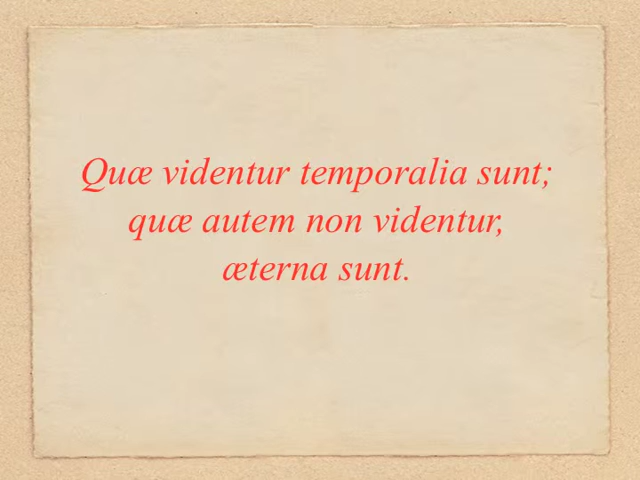 Quæ videntur temporalia sunt;
quæ autem non videntur,
æterna sunt.